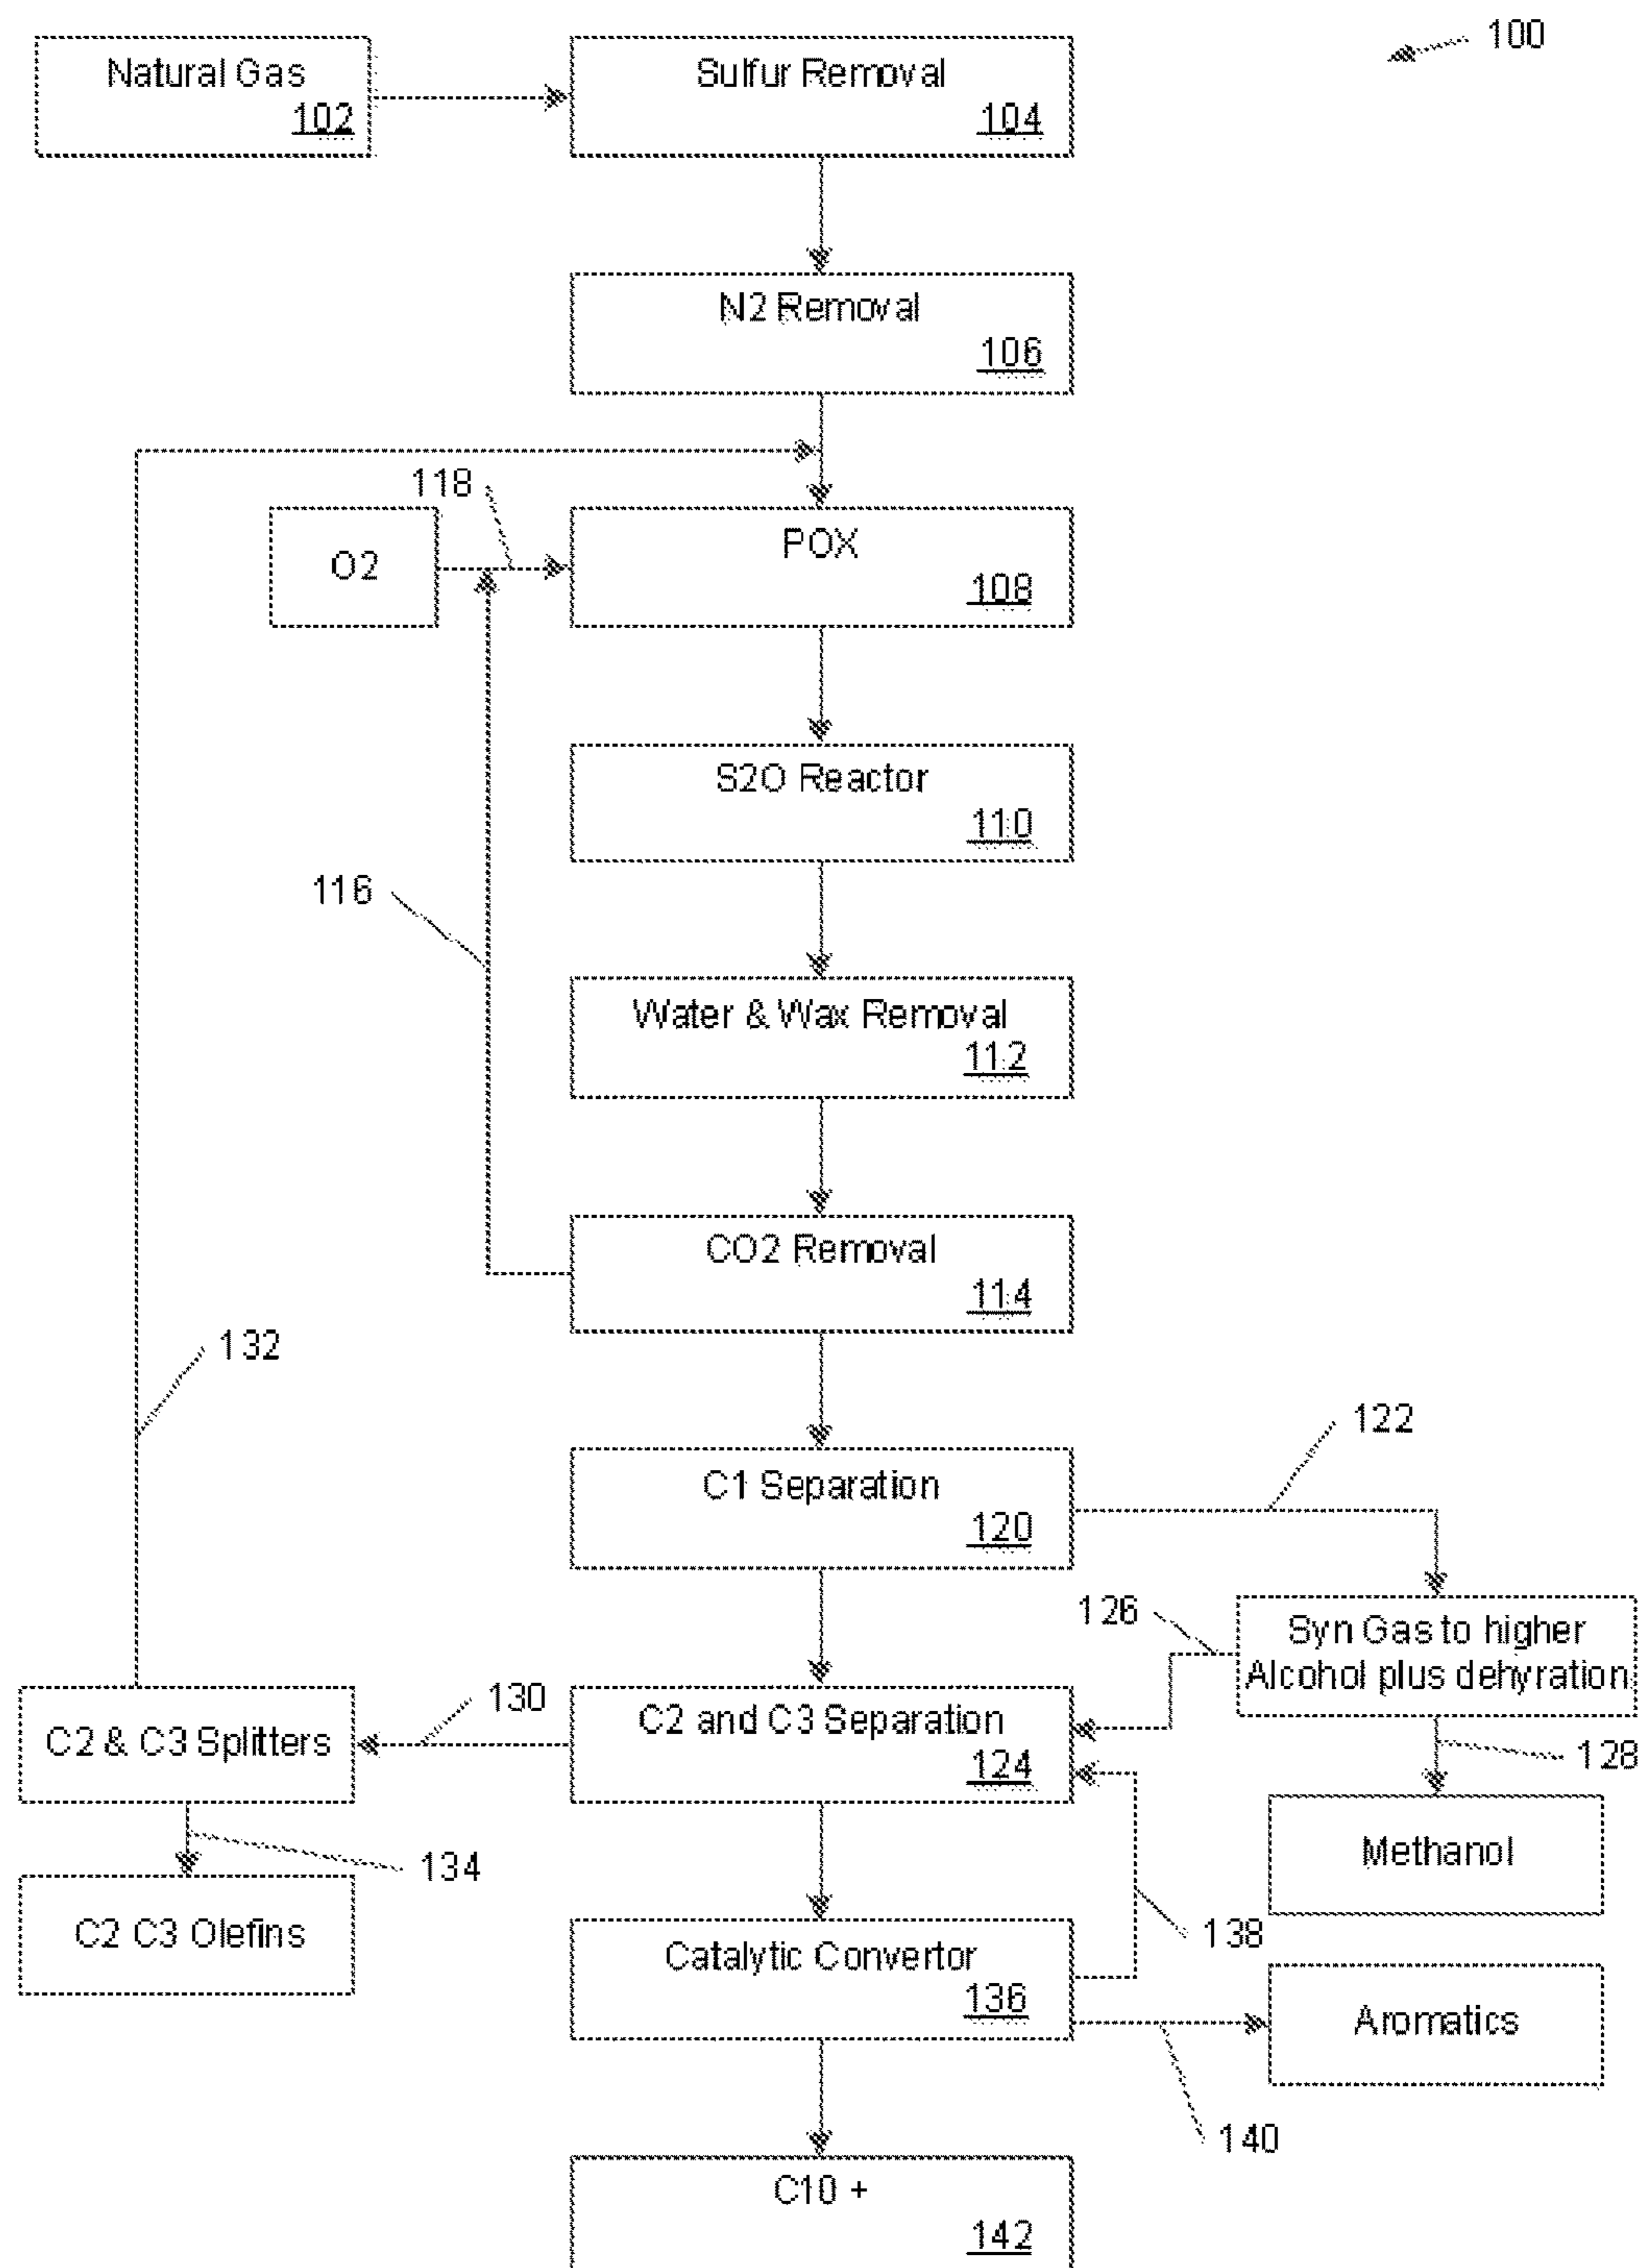 100
Natural Gas
102
Sulfur Removal
104
N2 Removal
106
118
O2
POX
108
S2O Reactor
110
116
Water & Wax Removal
112
CO2 Removal
114
132
122
C1 Separation
120
126
Syn Gas to higher
Alcohol plus dehyration
130
C2 & C3 Splitters
C2 and C3 Separation
124
128
134
Methanol
C2 C3 Olefins
138
Catalytic Convertor
136
Aromatics
140
C10 +
142